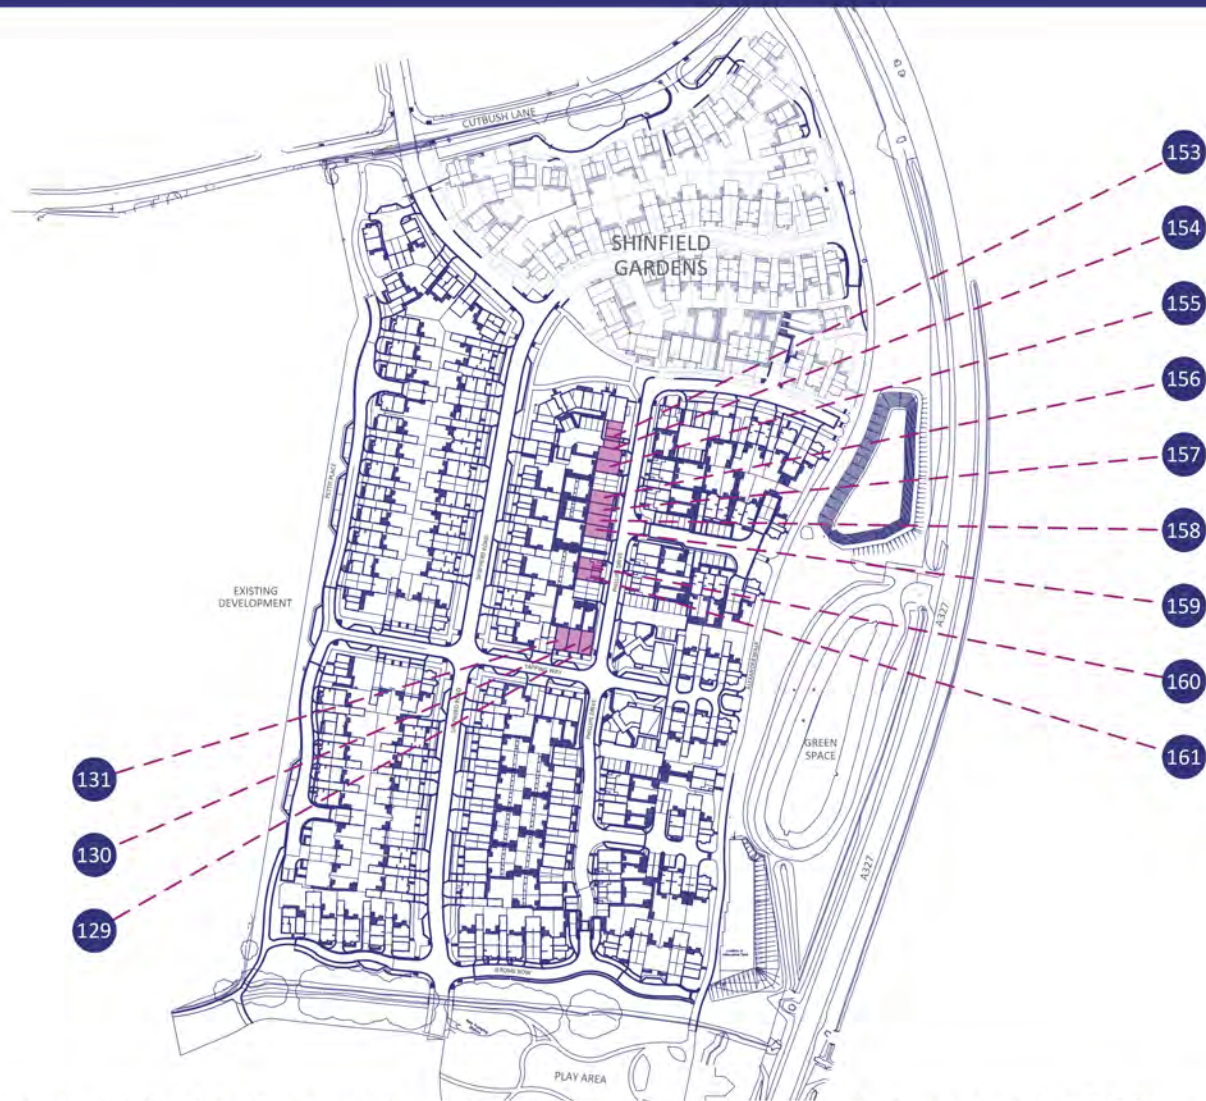 CUTBUSH LANE
153
154
SHINFIELD
GARDENS
155
156
157
158
EXISTING
DEVELOPMENT
159
A327
160
GREEN
SPACE
161
131
130
A327
129
JEROME ROW
PLAY AREA